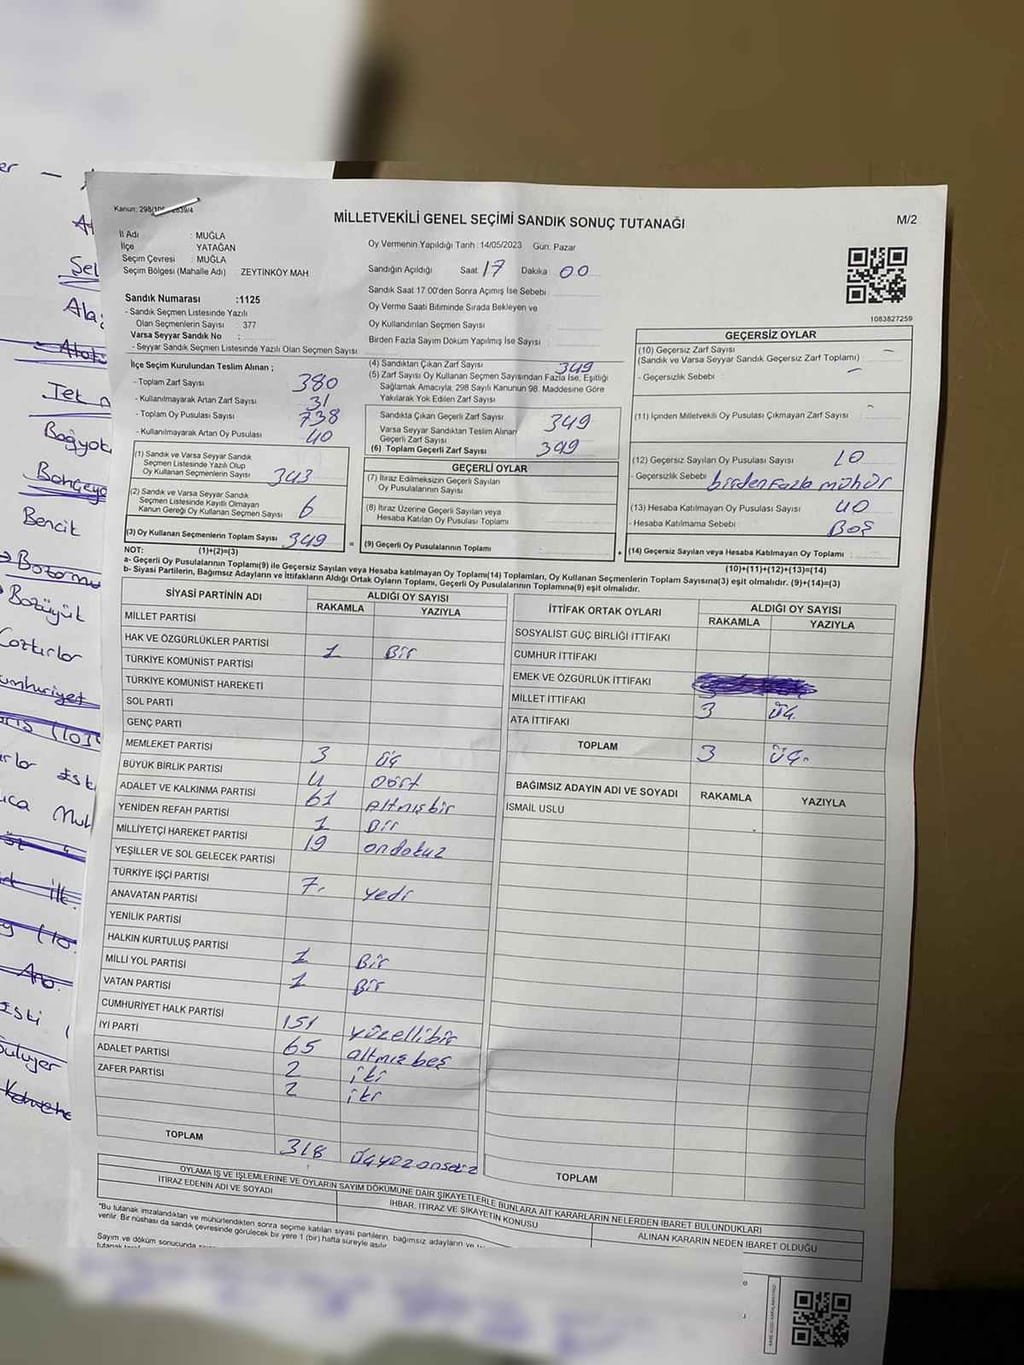 Kanun: 298/
MİLLETVEKİLİ GENEL SEÇİMİ SANDIK SONUÇ TUTANAĞI
M/2
İl Adı : MUĞLA
İlçe YATAĞAN
Seçim Çevresi : MUĞLA
Seçim Bölgesi (Mahalle Adı) ZEYTİNKÖY MAH
Oy Vermenin Yapıldığı Tarih :14/05/2023 Gün: Pazar
Sandığın Açıldığı Saat 17 Dakika 00
Sandık Saat 17.00'den Sonra Açımış İse Sebebi
Oy Verme Saati Bitiminde Sırada Bekleyen ve
Oy Kullandırılan Seçmen Sayısı
Birden Fazla Sayım Döküm Yapılmış İse Sayısı
1083827259
Sandık Numarası :1125
- Sandık Seçmen Listesinde Yazılı
Olan Seçmenlerin Sayısı 377
Varsa Seyyar Sandık No :
- Seyyar Sandık Seçmen Listesinde Yazılı Olan Seçmen Sayısı
İlçe Seçim Kurulundan Teslim Alınan ;
- Toplam Zarf Sayısı 380
- Kullanılmayarak Artan Zarf Sayısı 31
- Toplam Oy Pusulası Sayısı 738
- Kullanılmayarak Artan Oy Pusulası 40
(1) Sandık ve Varsa Seyyar Sandık
Seçmen Listesinde Yazılı Olup
Oy Kullanan Seçmenlerin Sayısı 343
(2) Sandık ve Varsa Seyyar Sandık
Seçmen Listesinde Kayıtlı Olmayan
Kanun Gereği Oy Kullanan Seçmen Sayısı 6
(3) Oy Kullanan Seçmenlerin Toplam Sayısı 349
(1)+(2)=(3)
(4) Sandıktan Çıkan Zarf Sayısı 349
(5) Zarf Sayısı Oy Kullanan Seçmen Sayısından Fazla İse, Eşitliği
Sağlamak Amacıyla, 298 Sayılı Kanunun 98. Maddesine Göre
Yakılarak Yok Edilen Zarf Sayısı
Sandıkta Çıkan Geçerli Zarf Sayısı 349
Varsa Seyyar Sandıktan Teslim Alınan
Geçerli Zarf Sayısı
(6) Toplam Geçerli Zarf Sayısı 349
GEÇERLİ OYLAR
(7) İtiraz Edilmeksizin Geçerli Sayılan
Oy Pusulalarının Sayısı
(8) İtiraz Üzerine Geçerli Sayılan veya
Hesaba Katılan Oy Pusulası Toplamı
= (9) Geçerli Oy Pusulalarının Toplamı
GEÇERSİZ OYLAR
(10) Geçersiz Zarf Sayısı -
(Sandık ve Varsa Seyyar Sandık Geçersiz Zarf Toplamı)
- Geçersizlik Sebebi -
(11) İçinden Milletvekili Oy Pusulası Çıkmayan Zarf Sayısı -
(12) Geçersiz Sayılan Oy Pusulası Sayısı 10
- Geçersizlik Sebebi birden fazla mühür
(13) Hesaba Katılmayan Oy Pusulası Sayısı 40
- Hesaba Katılmama Sebebi Boş
+ (14) Geçersiz Sayılan veya Hesaba Katılmayan Oy Toplamı
(10)+(11)+(12)+(13)=(14)
NOT:
a- Geçerli Oy Pusulalarının Toplamı(9) ile Geçersiz Sayılan veya Hesaba katılmayan Oy Toplamı(14) Toplamları, Oy Kullanan Seçmenlerin Toplam Sayısına(3) eşit olmalıdır. (9)+(14)=(3)
b- Siyasi Partilerin, Bağımsız Adayların ve İttifakların Aldığı Ortak Oyların Toplamı, Geçerli Oy Pusulalarının Toplamına(9) eşit olmalıdır.
SİYASİ PARTİNİN ADI ALDIĞI OY SAYISI
RAKAMLA YAZIYLA
MİLLET PARTİSİ
HAK VE ÖZGÜRLÜKLER PARTİSİ
TÜRKİYE KOMÜNİST PARTİSİ 1 Bir
TÜRKİYE KOMÜNİST HAREKETİ
SOL PARTİ
GENÇ PARTİ
MEMLEKET PARTİSİ 3 üç
BÜYÜK BİRLİK PARTİSİ 4 Dört
ADALET VE KALKINMA PARTİSİ 61 Altmışbir
YENİDEN REFAH PARTİSİ 1 Bir
MİLLİYETÇİ HAREKET PARTİSİ 19 ondokuz
YEŞİLLER VE SOL GELECEK PARTİSİ
TÜRKİYE İŞÇİ PARTİSİ 7. yedi
ANAVATAN PARTİSİ
YENİLİK PARTİSİ
HALKIN KURTULUŞ PARTİSİ
MİLLİ YOL PARTİSİ 1 Bir
VATAN PARTİSİ 1 Bir
CUMHURİYET HALK PARTİSİ 151 yüzellibir
İYİ PARTİ 65 altmışbeş
ADALET PARTİSİ 2 iki
ZAFER PARTİSİ 2 iki
TOPLAM 318 üçyüzonsekiz
İTTİFAK ORTAK OYLARI ALDIĞI OY SAYISI
RAKAMLA YAZIYLA
SOSYALİST GÜÇ BİRLİĞİ İTTİFAKI
CUMHUR İTTİFAKI
EMEK VE ÖZGÜRLÜK İTTİFAKI
MİLLET İTTİFAKI 3 üç.
ATA İTTİFAKI
TOPLAM 3 üç.
BAĞIMSIZ ADAYIN ADI VE SOYADI RAKAMLA YAZIYLA
İSMAİL USLU
TOPLAM
OYLAMA İŞ VE İŞLEMLERİNE VE OYLARIN SAYIM DÖKÜMÜNE DAİR ŞİKAYETLERLE BUNLARA AİT KARARLARIN NELERDEN İBARET BULUNDUKLARI
İTİRAZ EDENİN ADI VE SOYADI
İHBAR, İTİRAZ VE ŞİKAYETİN KONUSU
ALINAN KARARIN NEDEN İBARET OLDUĞU
"Bu tutanak imzalandıktan ve mühürlendikten sonra seçime katılan siyasi partilerin, bağımsız adayların ve
verilir. Bir nüshası da sandık çevresinde görülecek bir yere 1 (bir) hafta süreyle asılır.
Sayım ve döküm sonucunda
Bencik
Bozüyük